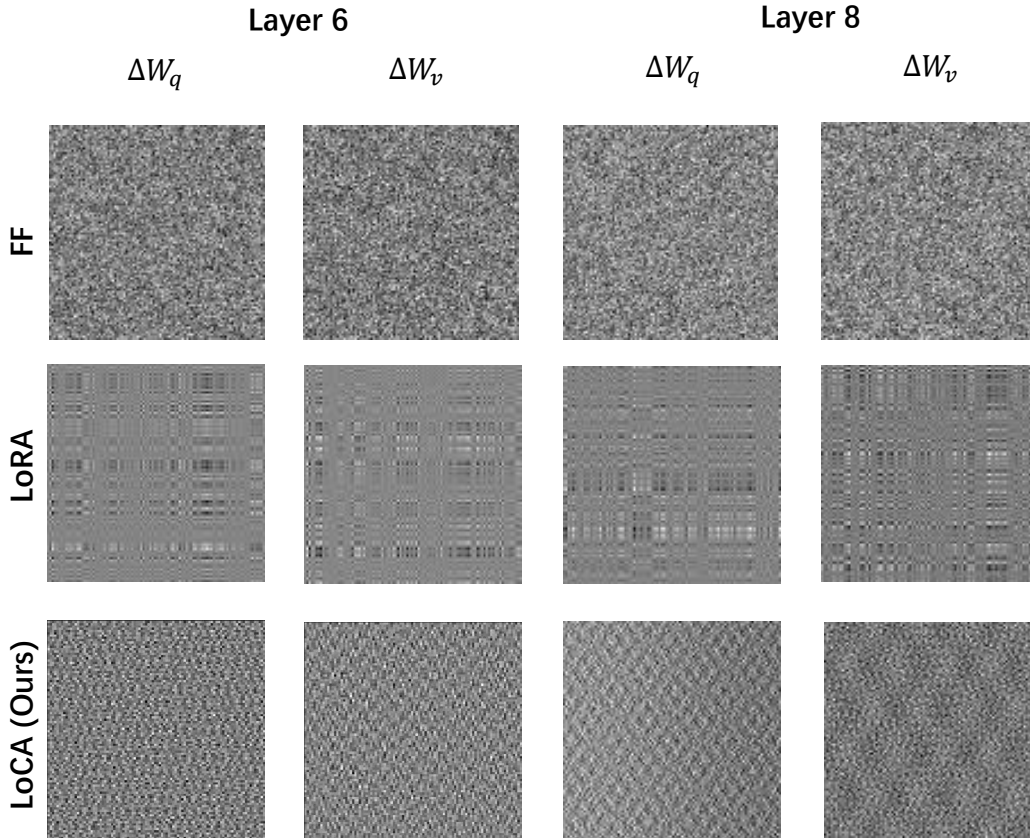 Layer 6
Layer 8
ΔW_q
ΔW_v
ΔW_q
ΔW_v
FF
LoRA
LoCA (Ours)